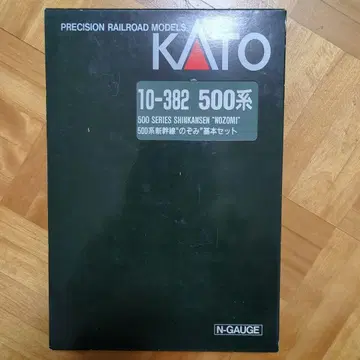 PRECISION RAILROAD MODELS
KATO
10-382 500系
500 SERIES SHINKANSEN "NOZOMI"
500系新幹線"のぞみ"基本セット
N-GAUGE